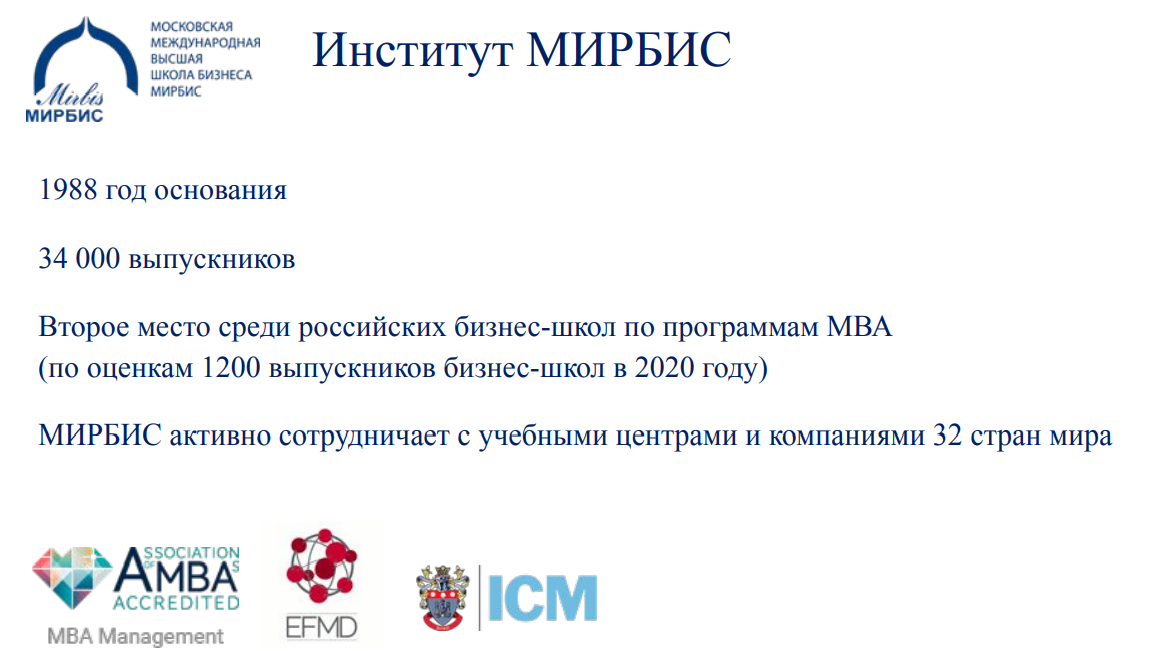 МОСКОВСКАЯ
МЕЖДУНАРОДНАЯ
ВЫСШАЯ
ШКОЛА БИЗНЕСА
МИРБИС
Mirbis
МИРБИС
Институт МИРБИС
1988 год основания
34 000 выпускников
Второе место среди российских бизнес-школ по программам МВА
(по оценкам 1200 выпускников бизнес-школ в 2020 году)
МИРБИС активно сотрудничает с учебными центрами и компаниями 32 стран мира
ASSOCIATION
OF
AMBAS
ACCREDITED
MBA Management
EFMD
ICM